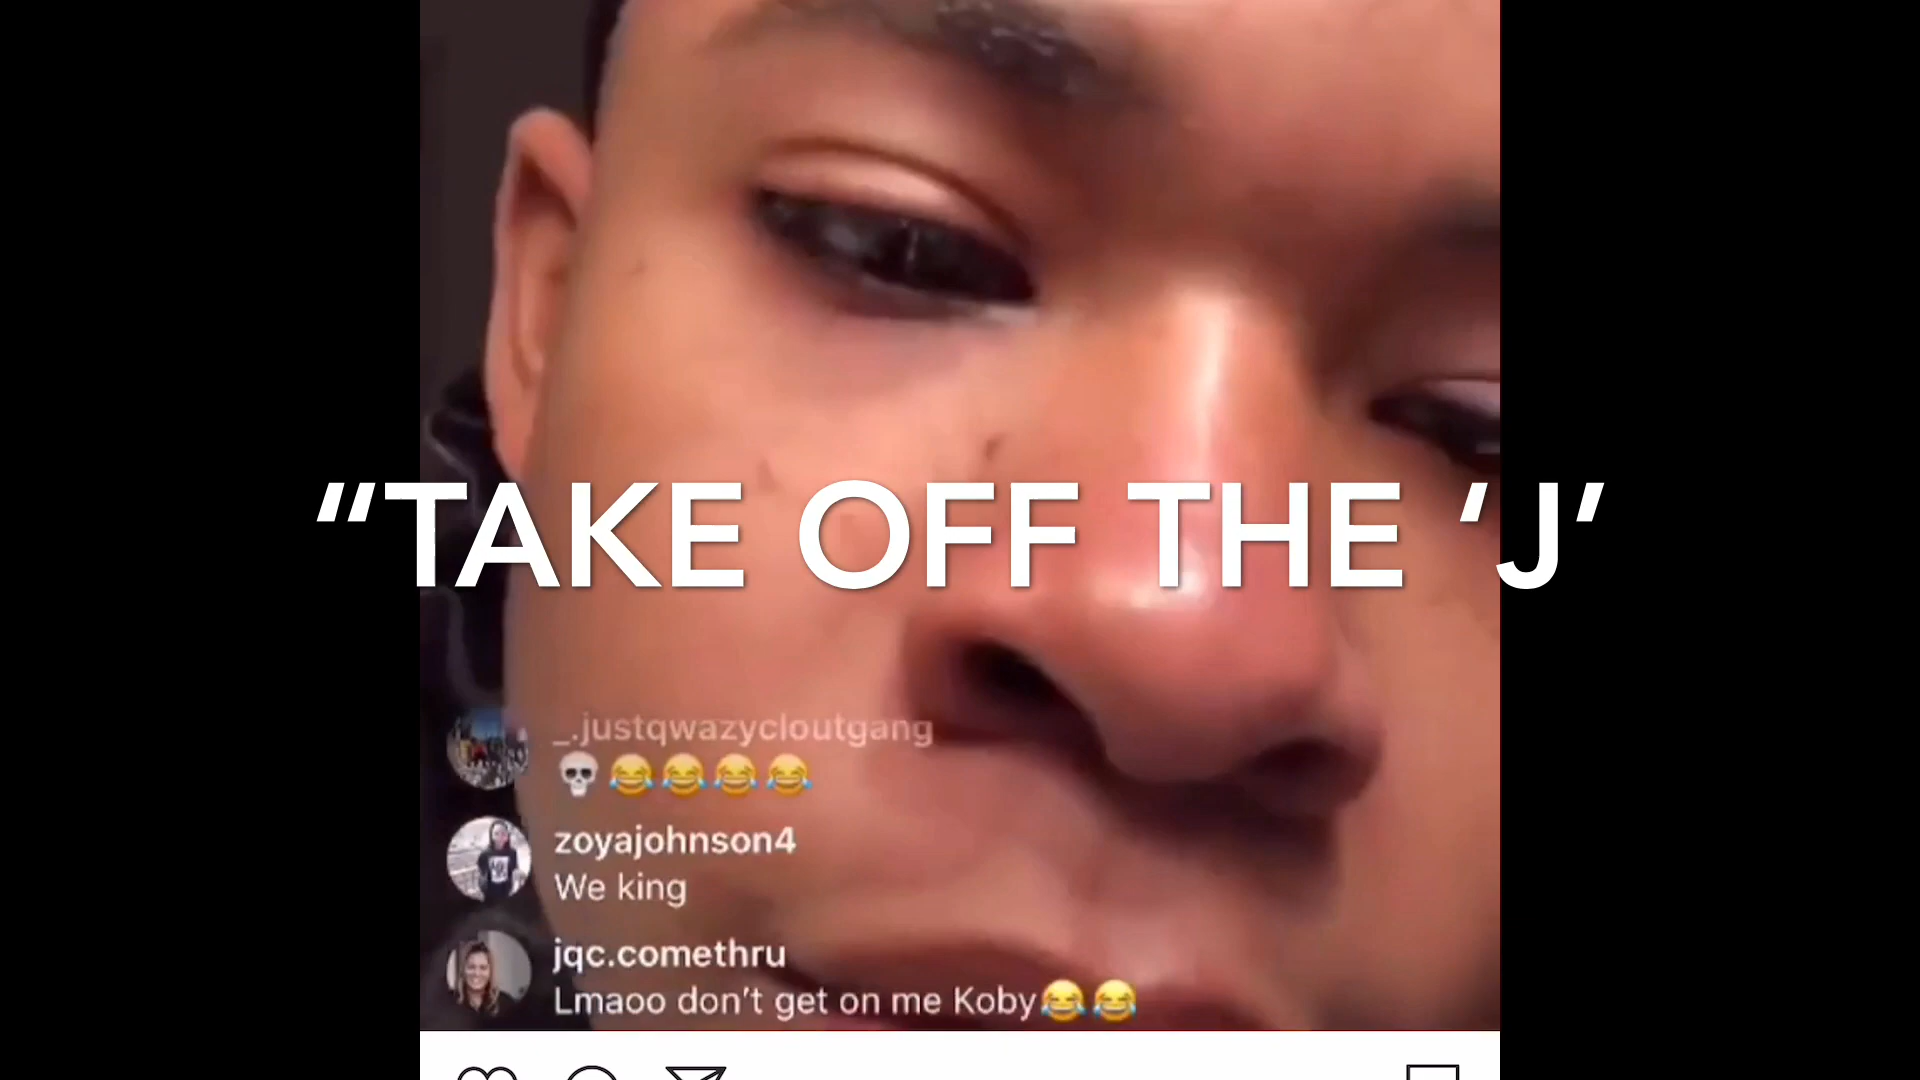 “TAKE OFF THE ‘J’
_.justqwazycloutgang
💀😂😂😂😂
zoyajohnson4
We king
jqc.comethru
Lmaoo don’t get on me Koby😂😂